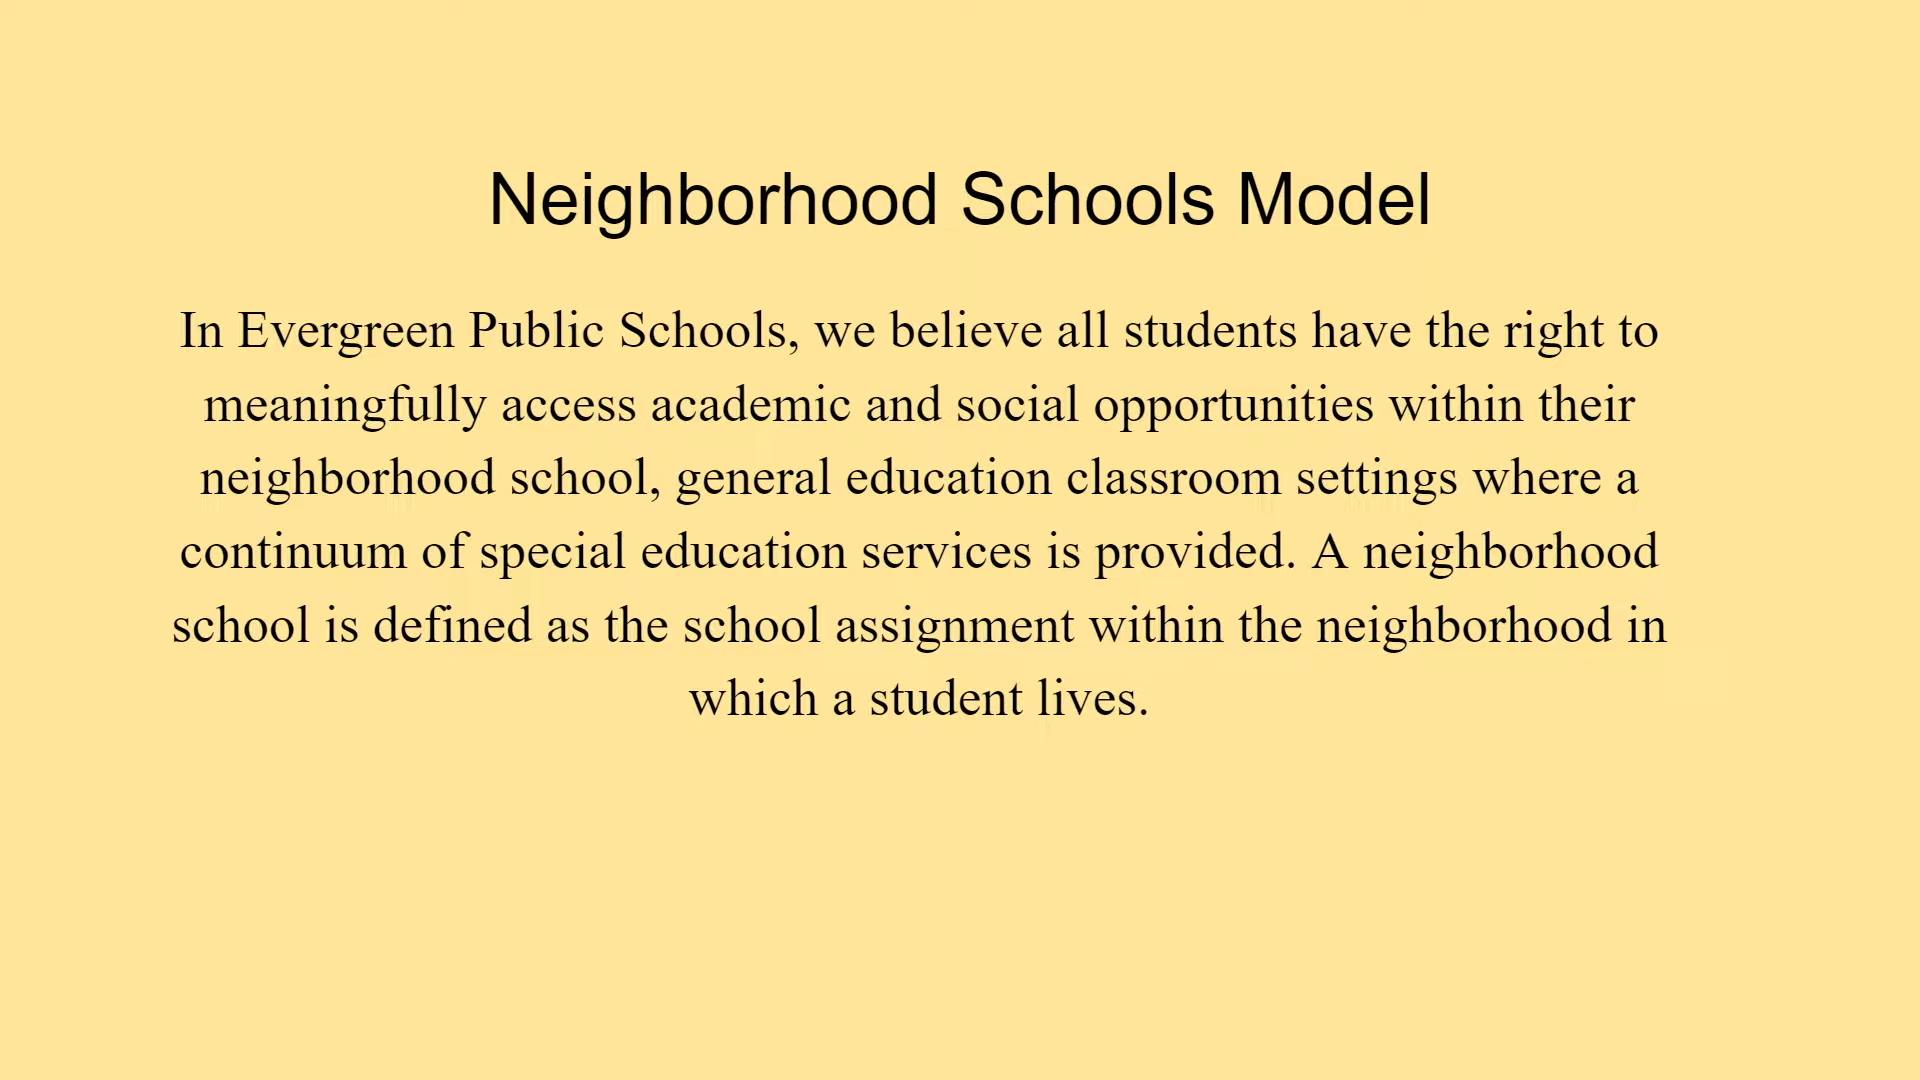 Neighborhood Schools Model
In Evergreen Public Schools, we believe all students have the right to
meaningfully access academic and social opportunities within their
neighborhood school, general education classroom settings where a
continuum of special education services is provided. A neighborhood
school is defined as the school assignment within the neighborhood in
which a student lives.